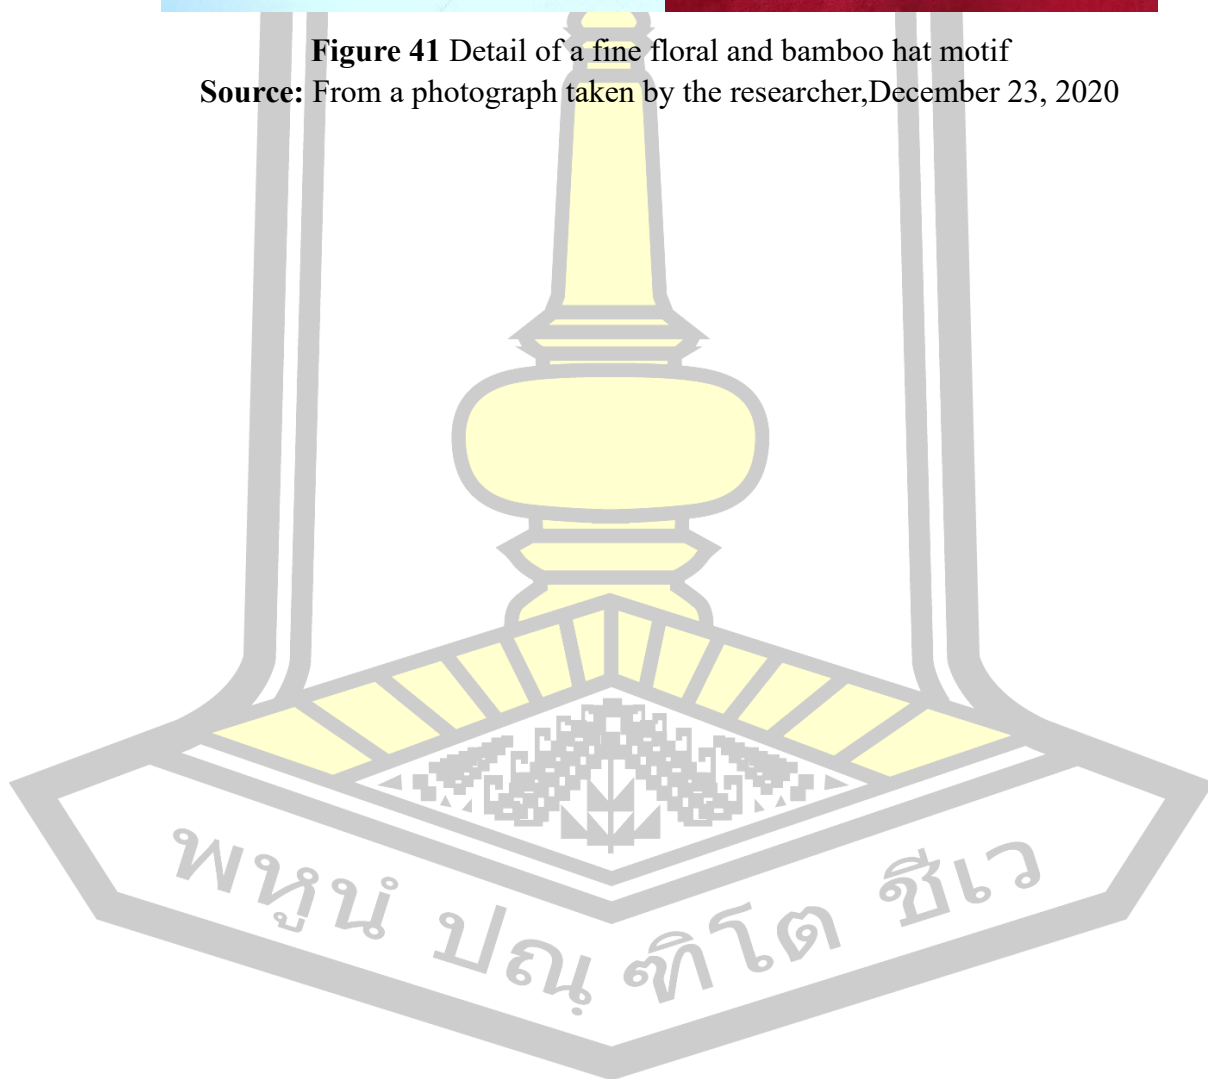 Figure 41 Detail of a fine floral and bamboo hat motif
Source: From a photograph taken by the researcher,December 23, 2020
พหูนํ ปณฺฑิโต ชีเว